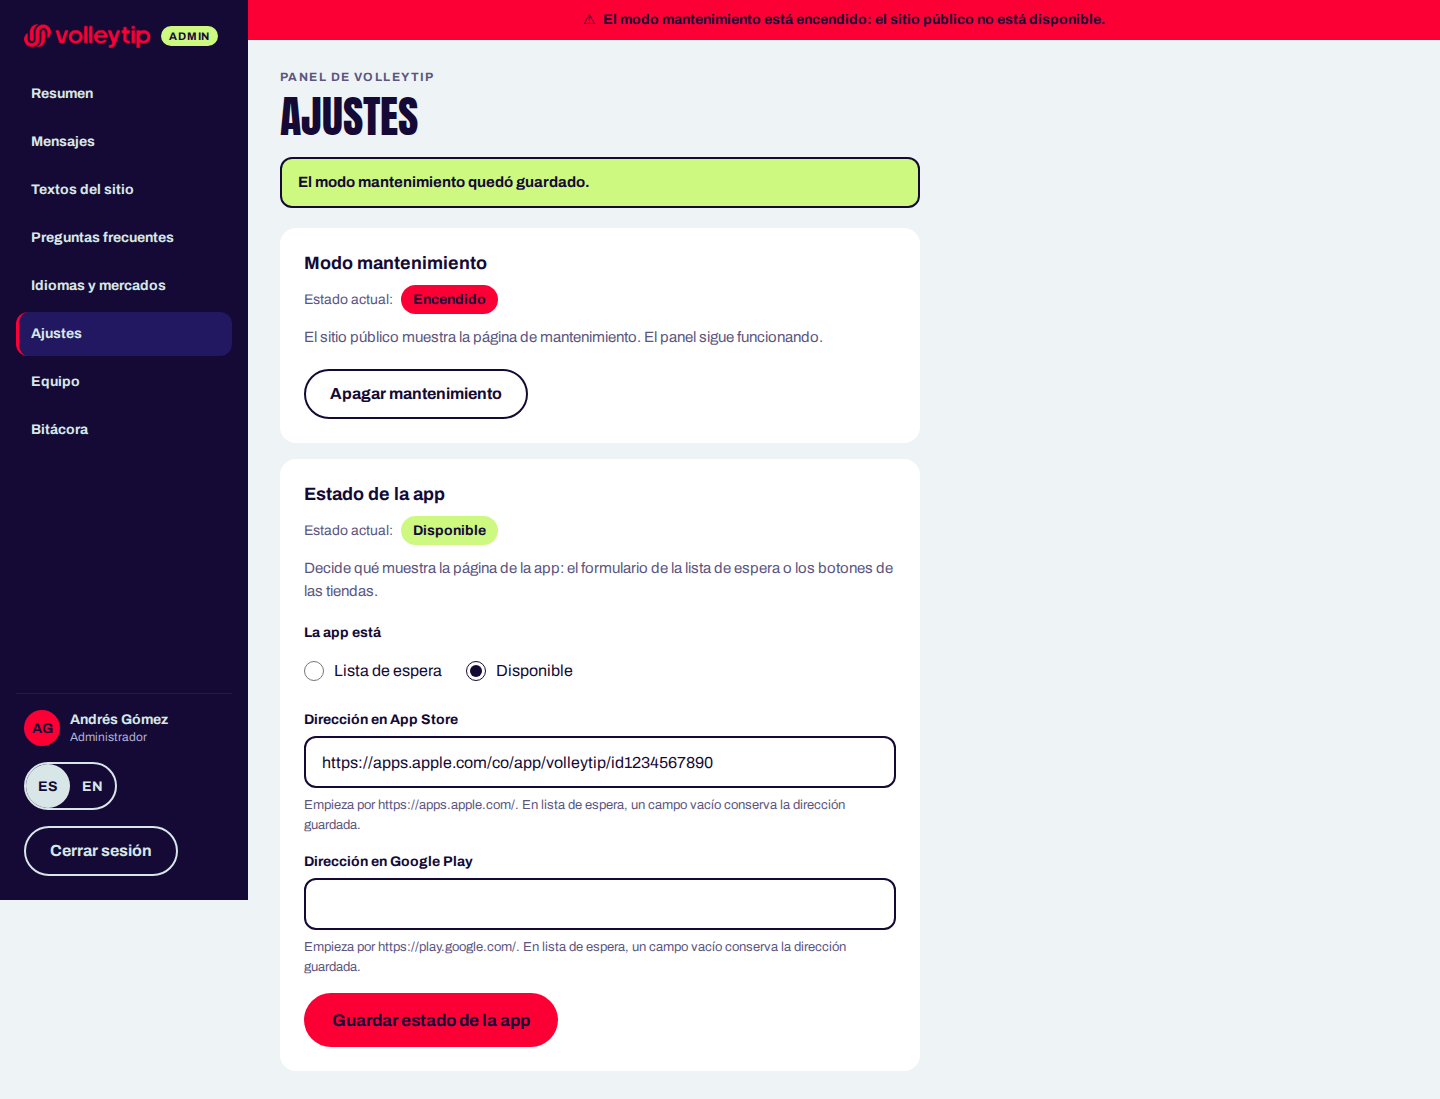 volleytip ADMIN
Resumen
Mensajes
Textos del sitio
Preguntas frecuentes
Idiomas y mercados
Ajustes
Equipo
Bitácora
AG
Andrés Gómez
Administrador
ES EN
Cerrar sesión
⚠ El modo mantenimiento está encendido: el sitio público no está disponible.
PANEL DE VOLLEYTIP
AJUSTES
El modo mantenimiento quedó guardado.
Modo mantenimiento
Estado actual: Encendido
El sitio público muestra la página de mantenimiento. El panel sigue funcionando.
Apagar mantenimiento
Estado de la app
Estado actual: Disponible
Decide qué muestra la página de la app: el formulario de la lista de espera o los botones de
las tiendas.
La app está
Lista de espera Disponible
Dirección en App Store
https://apps.apple.com/co/app/volleytip/id1234567890
Empieza por https://apps.apple.com/. En lista de espera, un campo vacío conserva la dirección
guardada.
Dirección en Google Play
Empieza por https://play.google.com/. En lista de espera, un campo vacío conserva la dirección
guardada.
Guardar estado de la app